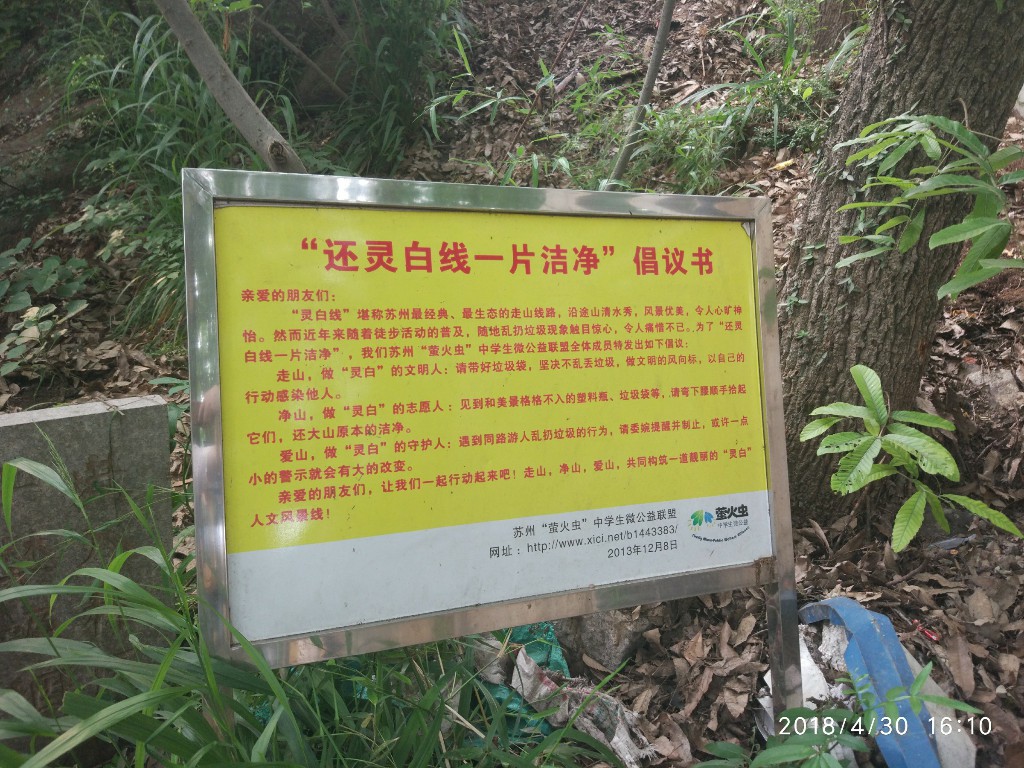 “还灵白线一片洁净”倡议书
亲爱的朋友们：
“灵白线”堪称苏州最经典、最生态的走山线路，沿途山清水秀，风景优美，令人心旷神
怡。然而近年来随着徒步活动的普及，随地乱扔垃圾现象触目惊心，令人痛惜不已。为了“还灵
白线一片洁净”，我们苏州“萤火虫”中学生微公益联盟全体成员特发出如下倡议：
走山，做“灵白”的文明人：请带好垃圾袋，坚决不乱丢垃圾，做文明的风向标，以自己的
行动感染他人。
净山，做“灵白”的志愿人：见到和美景格格不入的塑料瓶、垃圾袋等，请弯下腰顺手拾起
它们，还大山原本的洁净。
爱山，做“灵白”的守护人：遇到同路游人乱扔垃圾的行为，请委婉提醒并制止，或许一点
小的警示就会有大的改变。
亲爱的朋友们，让我们一起行动起来吧！走山，净山，爱山，共同构筑一道靓丽的“灵白”
人文风景线！
苏州“萤火虫”中学生微公益联盟
网址：http://www.xici.net/b1443383/
2013年12月8日
萤火虫
中学生微公益
2018/4/30 16:10